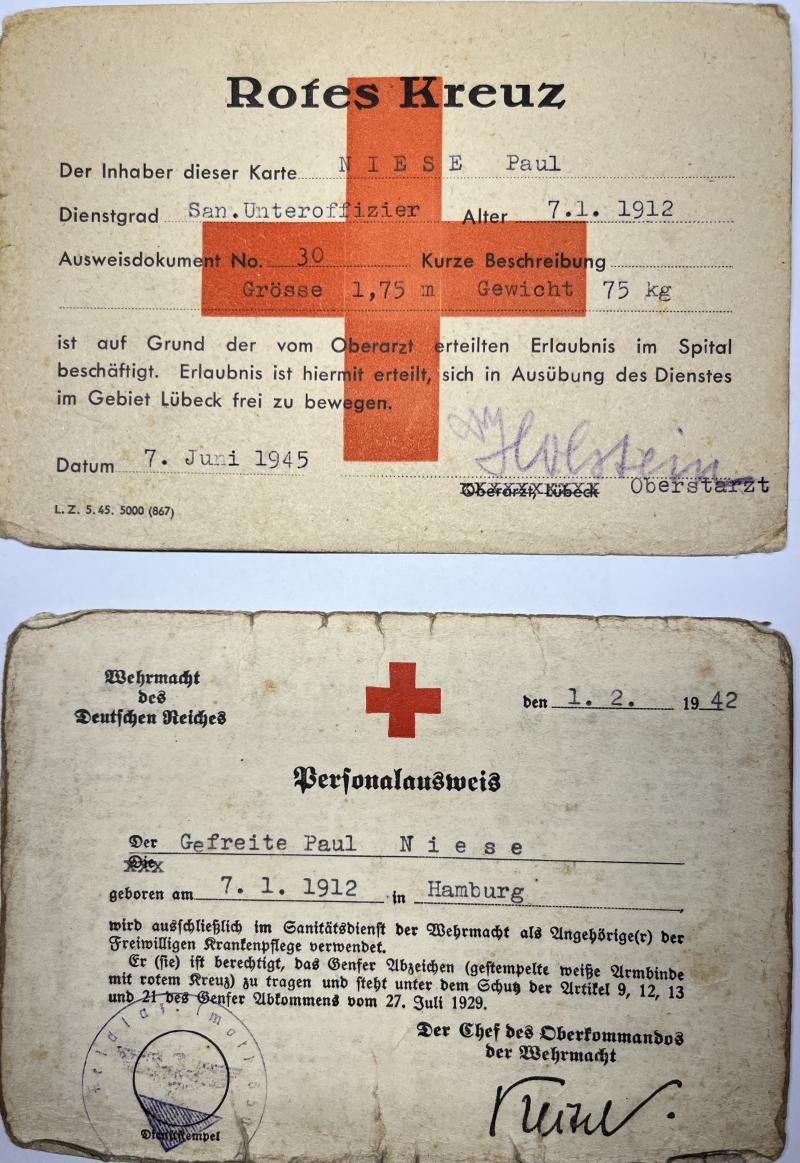 Rotes Kreuz
Der Inhaber dieser Karte NIESE Paul
Dienstgrad San.Unteroffizier Alter 7.1. 1912
Ausweisdokument No. 30 Kurze Beschreibung
Grösse 1,75 m Gewicht 75 kg
ist auf Grund der vom Oberarzt erteilten Erlaubnis im Spital
beschäftigt. Erlaubnis ist hiermit erteilt, sich in Ausübung des Dienstes
im Gebiet Lübeck frei zu bewegen.
Datum 7. Juni 1945
Holstein
Oberarzt, Lübeck Oberstarzt
L. Z. 5. 45. 5000 (867)
Wehrmacht
des
Deutschen Reiches
den 1. 2. 19 42
Personalausweis
Der Gefreite Paul Niese
Die
geboren am 7. 1. 1912 in Hamburg
wird ausschließlich im Sanitätsdienst der Wehrmacht als Angehörige(r) der
Freiwilligen Krankenpflege verwendet.
Er (sie) ist berechtigt, das Genfer Abzeichen (gestempelte weiße Armbinde
mit rotem Kreuz) zu tragen und steht unter dem Schutz der Artikel 9, 12, 13
und 21 des Genfer Abkommens vom 27. Juli 1929.
Der Chef des Oberkommandos
der Wehrmacht
Keitel
Dienststempel